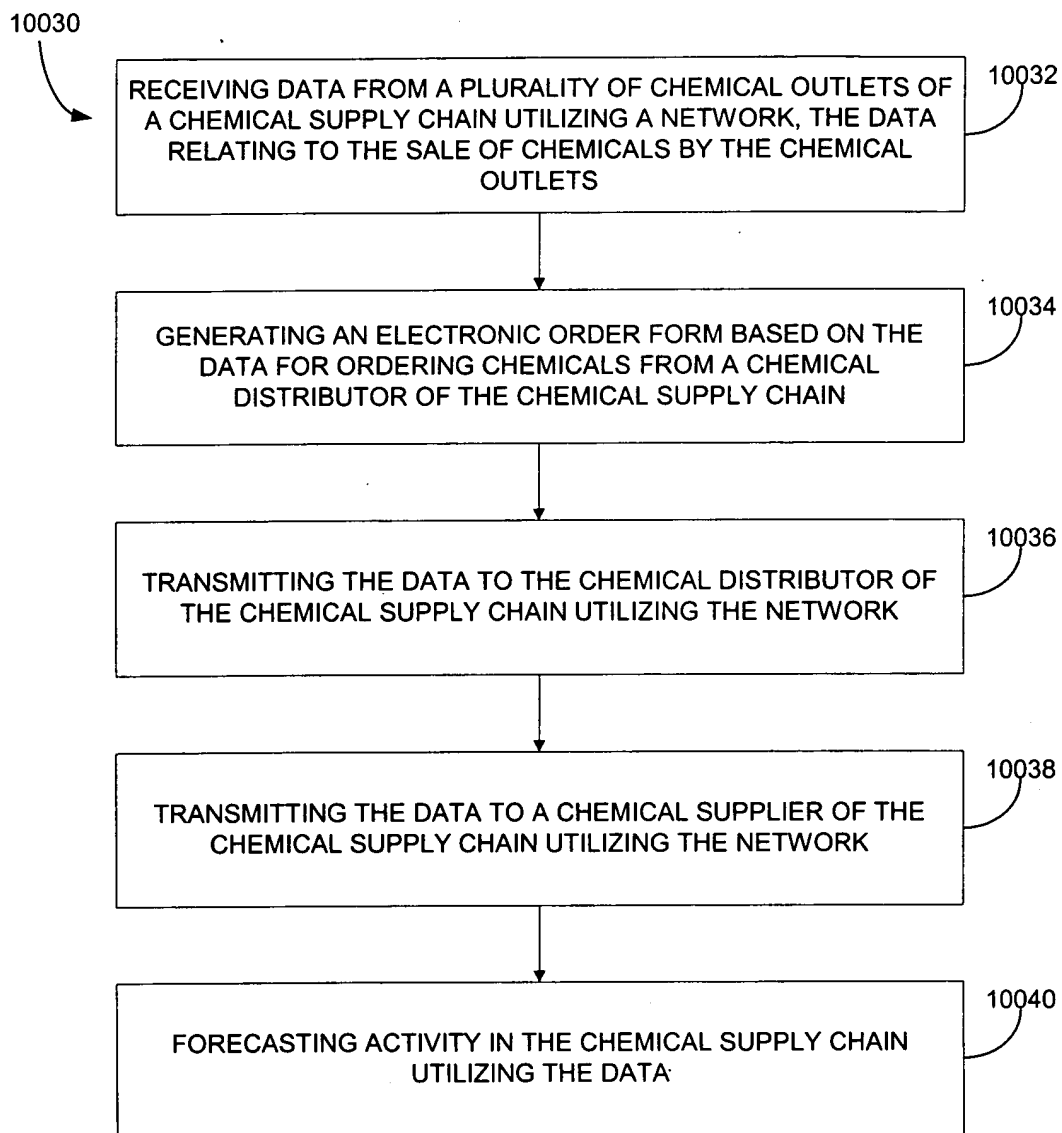 10030
10032
RECEIVING DATA FROM A PLURALITY OF CHEMICAL OUTLETS OF
A CHEMICAL SUPPLY CHAIN UTILIZING A NETWORK, THE DATA
RELATING TO THE SALE OF CHEMICALS BY THE CHEMICAL
OUTLETS
10034
GENERATING AN ELECTRONIC ORDER FORM BASED ON THE
DATA FOR ORDERING CHEMICALS FROM A CHEMICAL
DISTRIBUTOR OF THE CHEMICAL SUPPLY CHAIN
10036
TRANSMITTING THE DATA TO THE CHEMICAL DISTRIBUTOR OF
THE CHEMICAL SUPPLY CHAIN UTILIZING THE NETWORK
10038
TRANSMITTING THE DATA TO A CHEMICAL SUPPLIER OF THE
CHEMICAL SUPPLY CHAIN UTILIZING THE NETWORK
10040
FORECASTING ACTIVITY IN THE CHEMICAL SUPPLY CHAIN
UTILIZING THE DATA